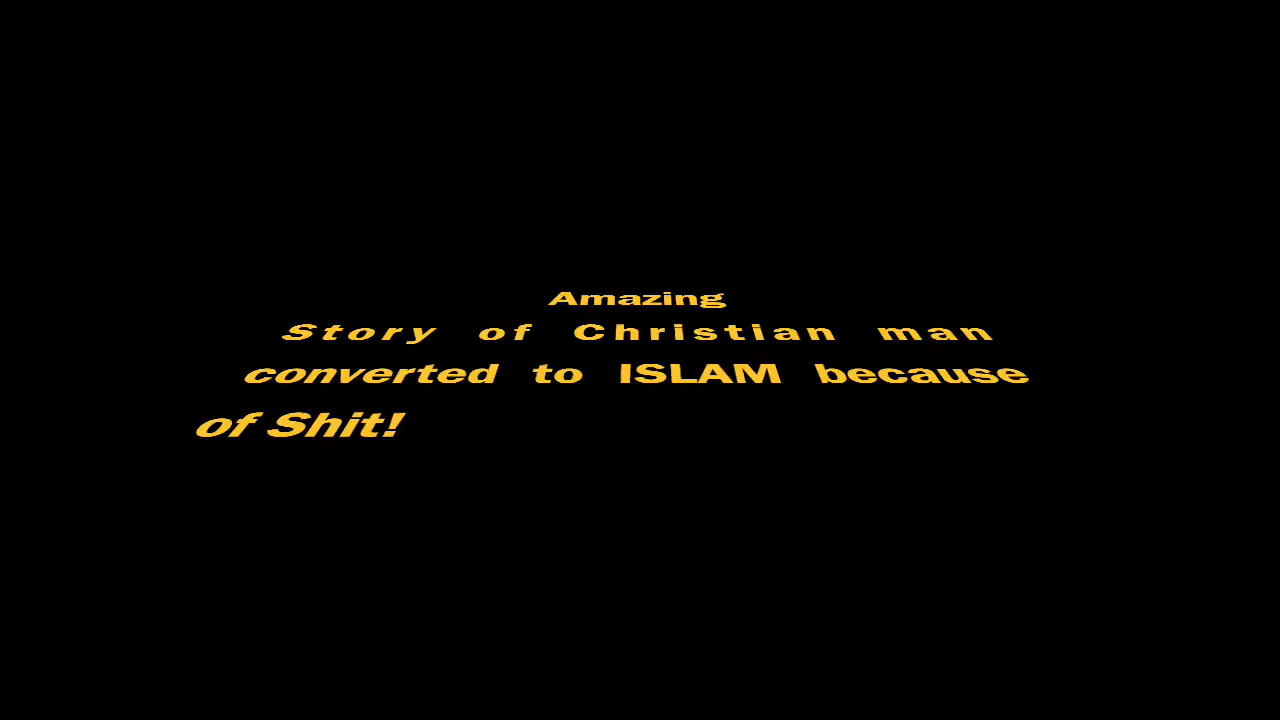 Amazing
Story of Christian man
converted to ISLAM because
of Shit!